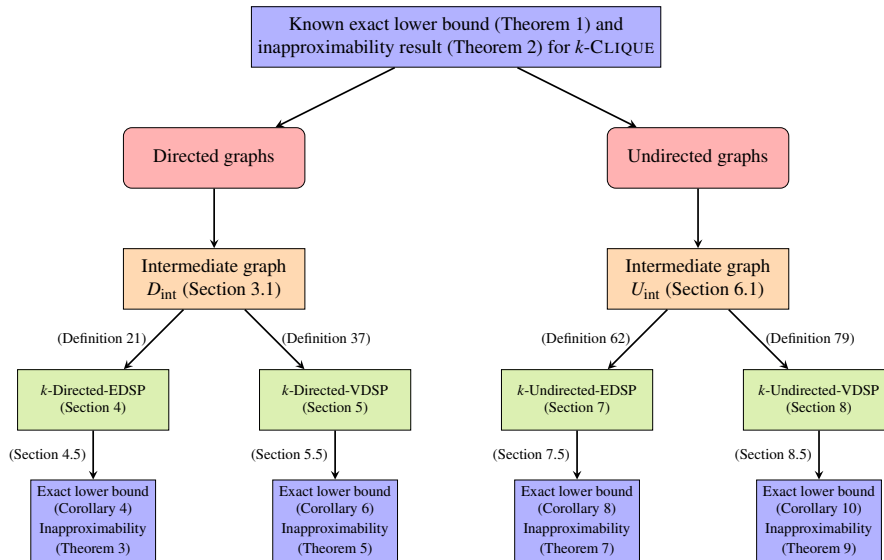 Known exact lower bound (Theorem 1) and
inapproximability result (Theorem 2) for k-CLIQUE
Directed graphs
Undirected graphs
Intermediate graph
D_int (Section 3.1)
Intermediate graph
U_int (Section 6.1)
(Definition 21)
(Definition 37)
(Definition 62)
(Definition 79)
k-Directed-EDSP
(Section 4)
k-Directed-VDSP
(Section 5)
k-Undirected-EDSP
(Section 7)
k-Undirected-VDSP
(Section 8)
(Section 4.5)
(Section 5.5)
(Section 7.5)
(Section 8.5)
Exact lower bound
(Corollary 4)
Inapproximability
(Theorem 3)
Exact lower bound
(Corollary 6)
Inapproximability
(Theorem 5)
Exact lower bound
(Corollary 8)
Inapproximability
(Theorem 7)
Exact lower bound
(Corollary 10)
Inapproximability
(Theorem 9)